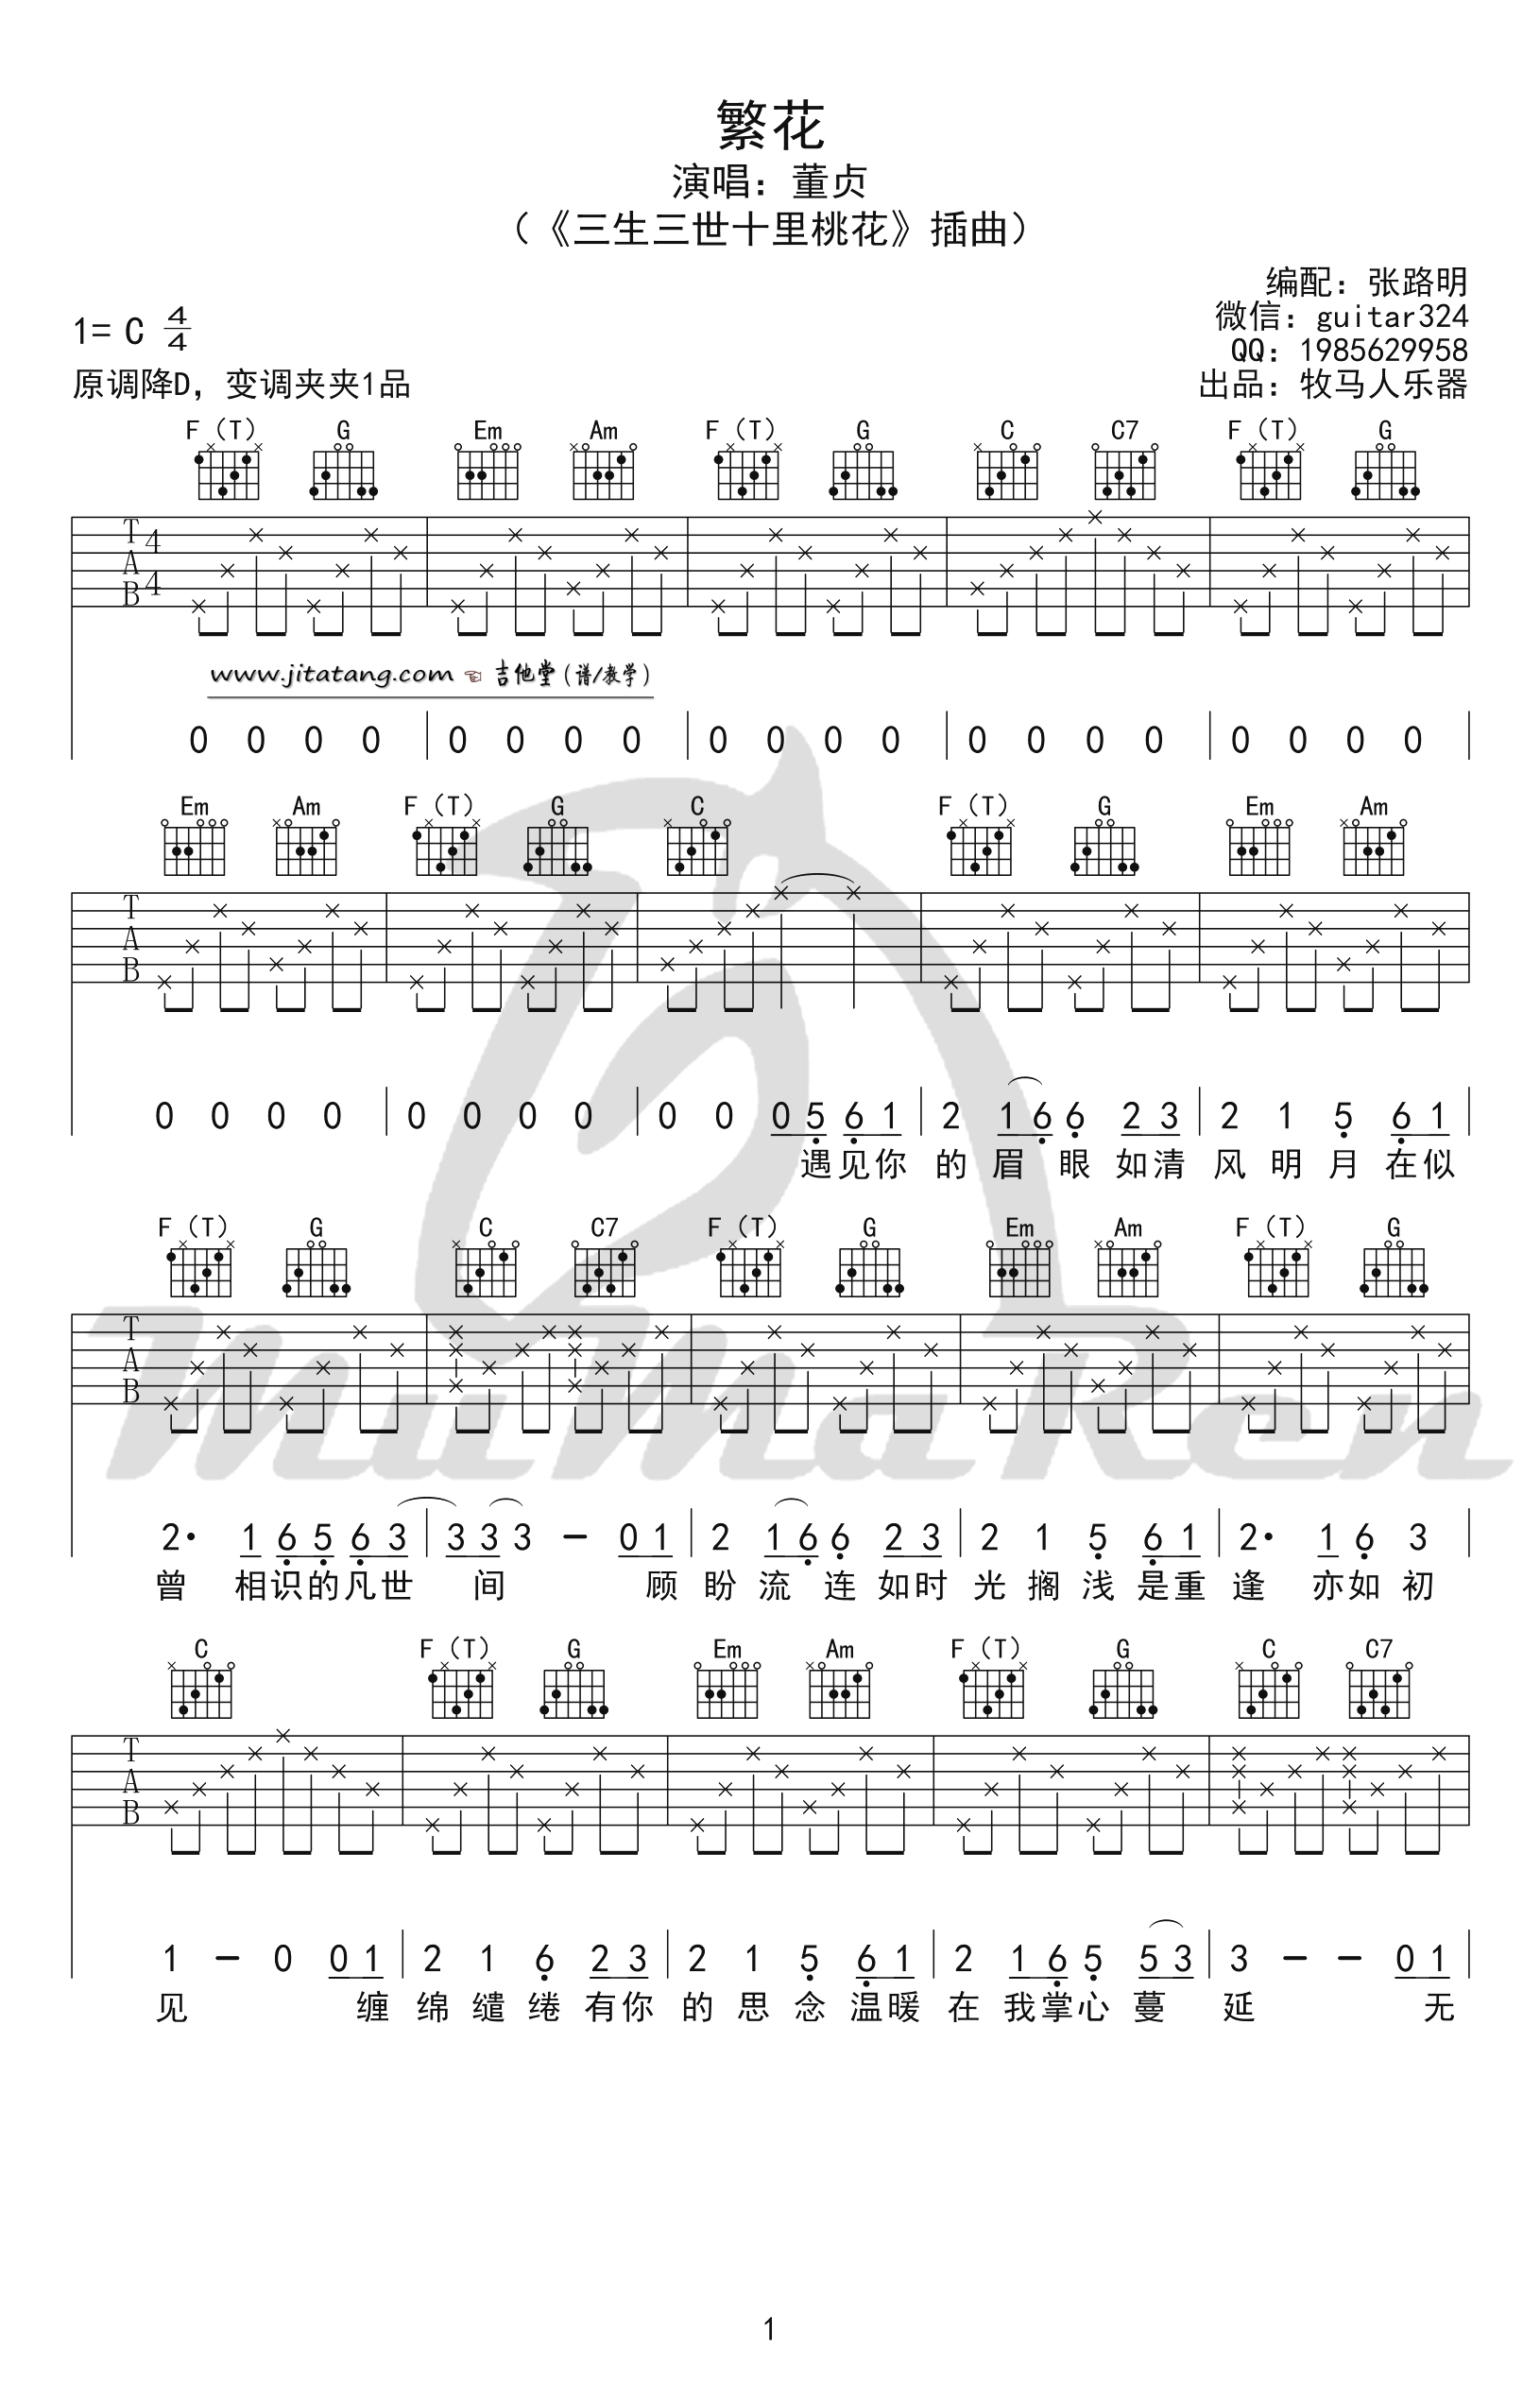 繁花
演唱：董贞
（《三生三世十里桃花》插曲）
编配：张路明
1= C 4/4
微信：guitar324
QQ：1985629958
原调降D，变调夹夹1品
出品：牧马人乐器
F（T） G Em Am F（T） G C C7 F（T） G
T A B 4 4
www.jitatang.com ☜ 吉他堂（谱/教学）
0 0 0 0 0 0 0 0 0 0 0 0 0 0 0 0 0 0 0 0
Em Am F（T） G C F（T） G Em Am
T A B
0 0 0 0 0 0 0 0 0 0 0 5 6 1 2 1 6 6 2 3 2 1 5 6 1
遇见你 的 眉 眼 如清 风 明 月 在似
F（T） G C C7 F（T） G Em Am F（T） G
T A B
MuMaRen
2· 1 6 5 6 3 3 3 3 - 0 1 2 1 6 6 2 3 2 1 5 6 1 2· 1 6 3
曾 相识的凡世 间 顾 盼 流 连 如时 光 搁 浅 是重 逢 亦如 初
C F（T） G Em Am F（T） G C C7
T A B
1 - 0 0 1 2 1 6 2 3 2 1 5 6 1 2 1 6 5 5 3 3 - - 0 1
见 缠 绵 缱 绻 有你 的 思 念 温暖 在 我掌心 蔓 延 无
1